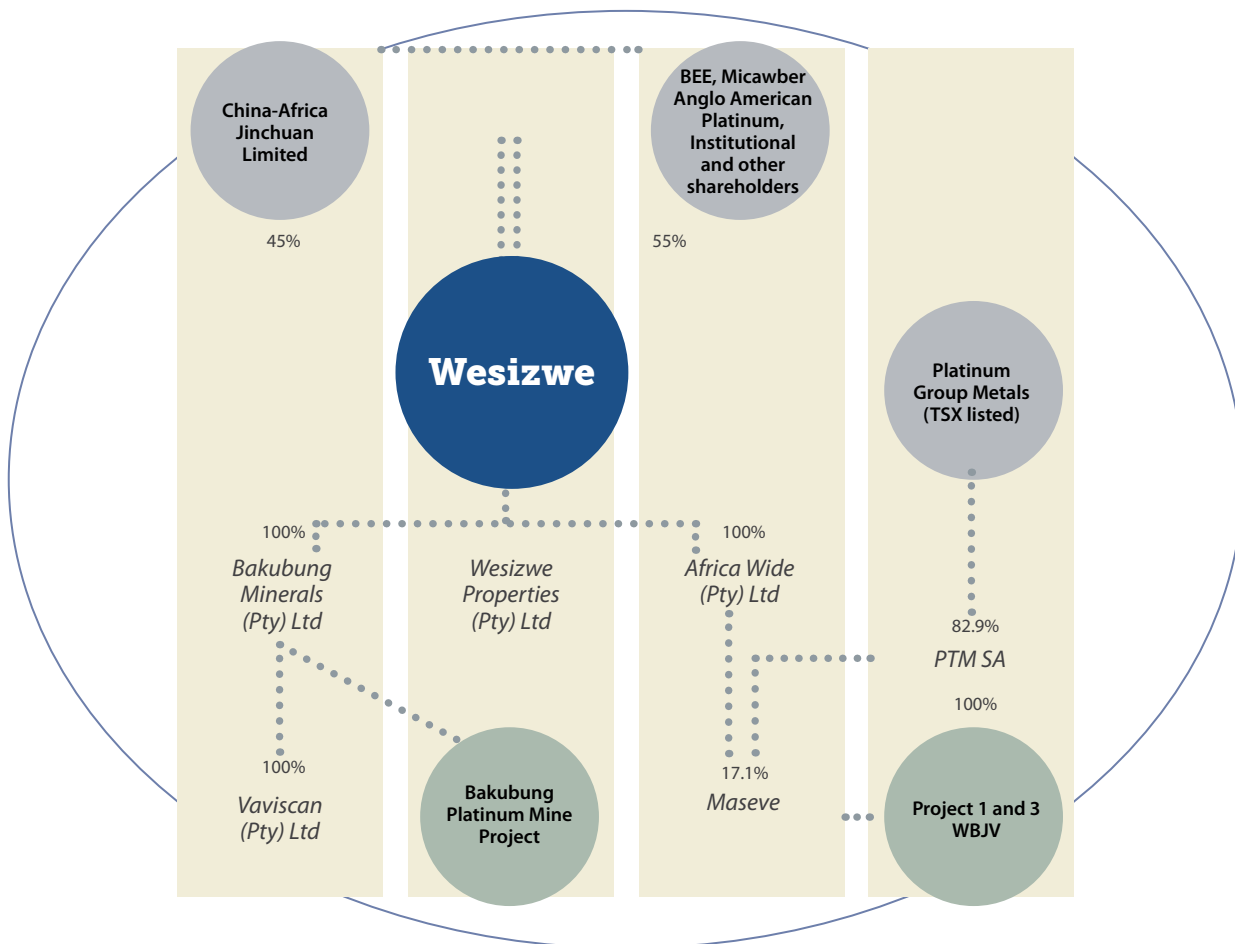 China-Africa
Jinchuan
Limited
45%
BEE, Micawber
Anglo American
Platinum,
Institutional
and other
shareholders
55%
Wesizwe
Platinum
Group Metals
(TSX listed)
100%
Bakubung
Minerals
(Pty) Ltd
Wesizwe
Properties
(Pty) Ltd
100%
Africa Wide
(Pty) Ltd
82.9%
PTM SA
100%
100%
Vaviscan
(Pty) Ltd
Bakubung
Platinum Mine
Project
17.1%
Maseve
Project 1 and 3
WBJV